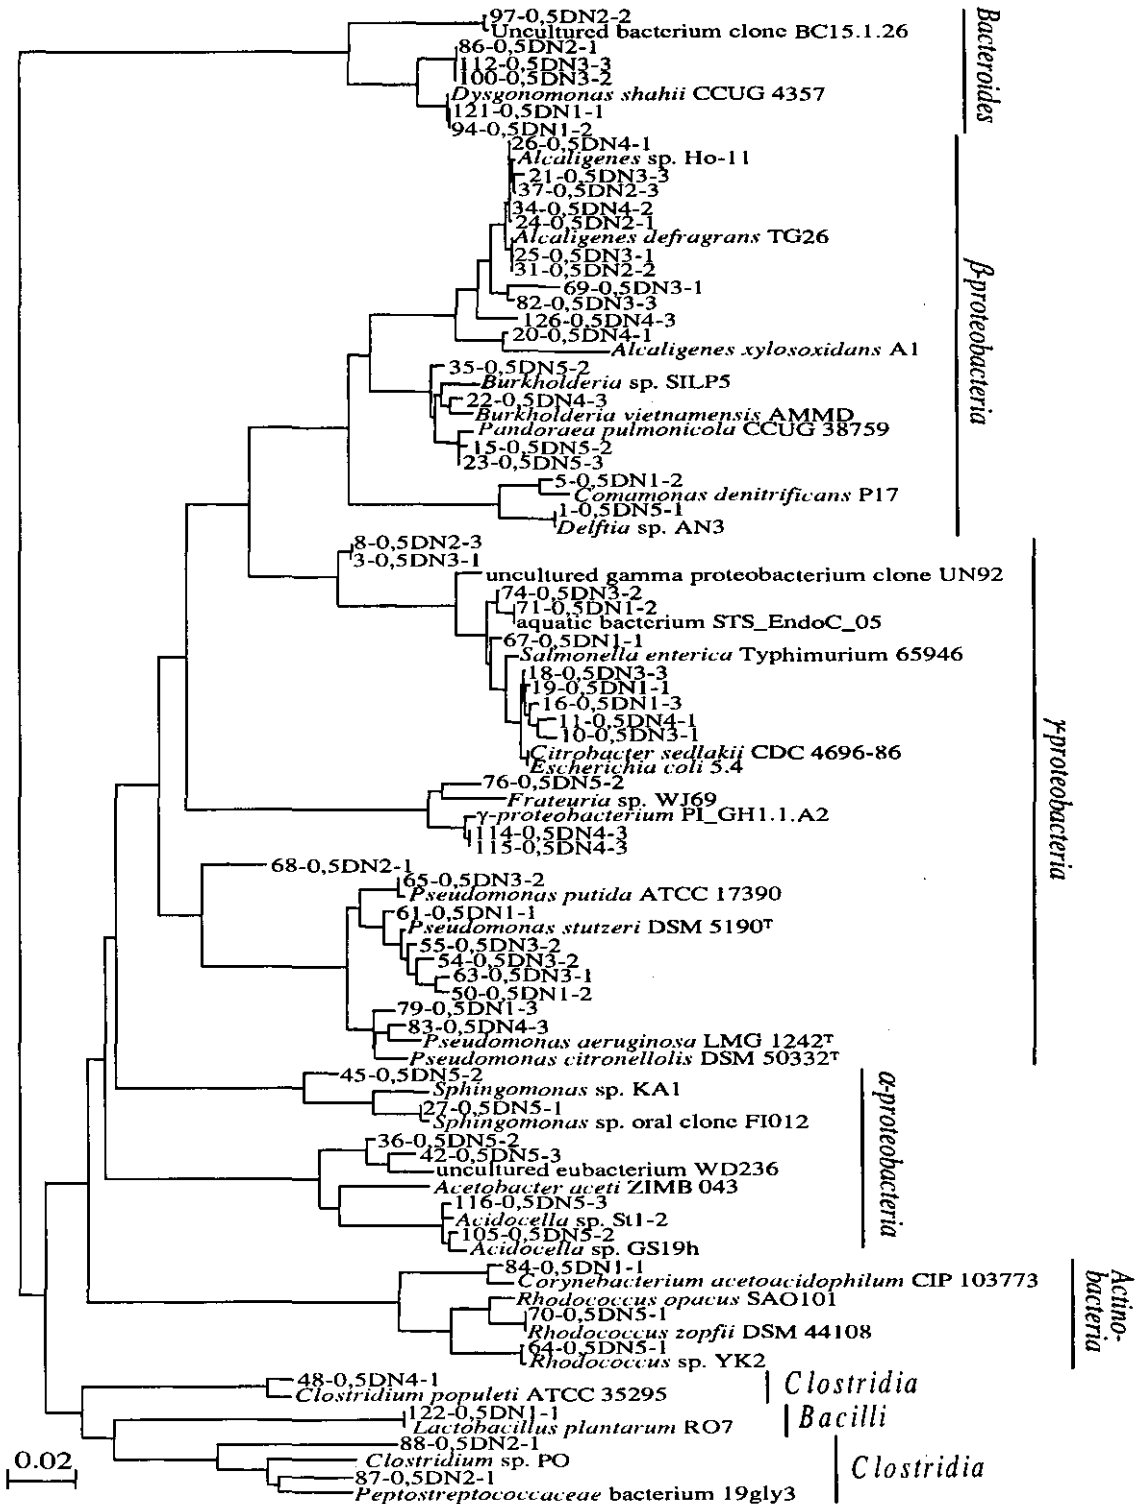 97-0,5DN2-2
Uncultured bacterium clone BC15.1.26
86-0,5DN2-1
112-0,5DN3-3
100-0,5DN3-2
Dysgonomonas shahii CCUG 4357
121-0,5DN1-1
94-0,5DN1-2
Bacteroides
26-0,5DN4-1
Alcaligenes sp. Ho-11
21-0,5DN3-3
37-0,5DN2-3
34-0,5DN4-2
24-0,5DN2-1
Alcaligenes defragrans TG26
25-0,5DN3-1
31-0,5DN2-2
69-0,5DN3-1
82-0,5DN3-3
126-0,5DN4-3
20-0,5DN4-1
Alcaligenes xylosoxidans A1
35-0,5DN5-2
Burkholderia sp. SILP5
22-0,5DN4-3
Burkholderia vietnamensis AMMD
Pandoraea pulmonicola CCUG 38759
15-0,5DN5-2
23-0,5DN5-3
5-0,5DN1-2
Comamonas denitrificans P17
1-0,5DN5-1
Delftia sp. AN3
β-proteobacteria
8-0,5DN2-3
3-0,5DN3-1
uncultured gamma proteobacterium clone UN92
74-0,5DN3-2
71-0,5DN1-2
aquatic bacterium STS_EndoC_05
67-0,5DN1-1
Salmonella enterica Typhimurium 65946
18-0,5DN3-3
19-0,5DN1-1
16-0,5DN1-3
11-0,5DN4-1
10-0,5DN3-1
Citrobacter sedlakii CDC 4696-86
Escherichia coli 5.4
76-0,5DN5-2
Frateuria sp. WJ69
γ-proteobacterium PI_GH1.1.A2
114-0,5DN4-3
115-0,5DN4-3
68-0,5DN2-1
65-0,5DN3-2
Pseudomonas putida ATCC 17390
61-0,5DN1-1
Pseudomonas stutzeri DSM 5190ᵀ
55-0,5DN3-2
54-0,5DN3-2
63-0,5DN3-1
50-0,5DN1-2
79-0,5DN1-3
83-0,5DN4-3
Pseudomonas aeruginosa LMG 1242ᵀ
Pseudomonas citronellolis DSM 50332ᵀ
γ-proteobacteria
45-0,5DN5-2
Sphingomonas sp. KA1
27-0,5DN5-1
Sphingomonas sp. oral clone FI012
36-0,5DN5-2
42-0,5DN5-3
uncultured eubacterium WD236
Acetobacter aceti ZIMB 043
116-0,5DN5-3
Acidocella sp. St1-2
105-0,5DN5-2
Acidocella sp. GS19h
α-proteobacteria
84-0,5DN1-1
Corynebacterium acetoacidophilum CIP 103773
Rhodococcus opacus SAO101
70-0,5DN5-1
Rhodococcus zopfii DSM 44108
64-0,5DN5-1
Rhodococcus sp. YK2
Actino-
bacteria
48-0,5DN4-1
Clostridium populeti ATCC 35295
Clostridia
122-0,5DN1-1
Lactobacillus plantarum RO7
Bacilli
88-0,5DN2-1
Clostridium sp. PO
87-0,5DN2-1
Peptostreptococcaceae bacterium 19gly3
Clostridia
0.02